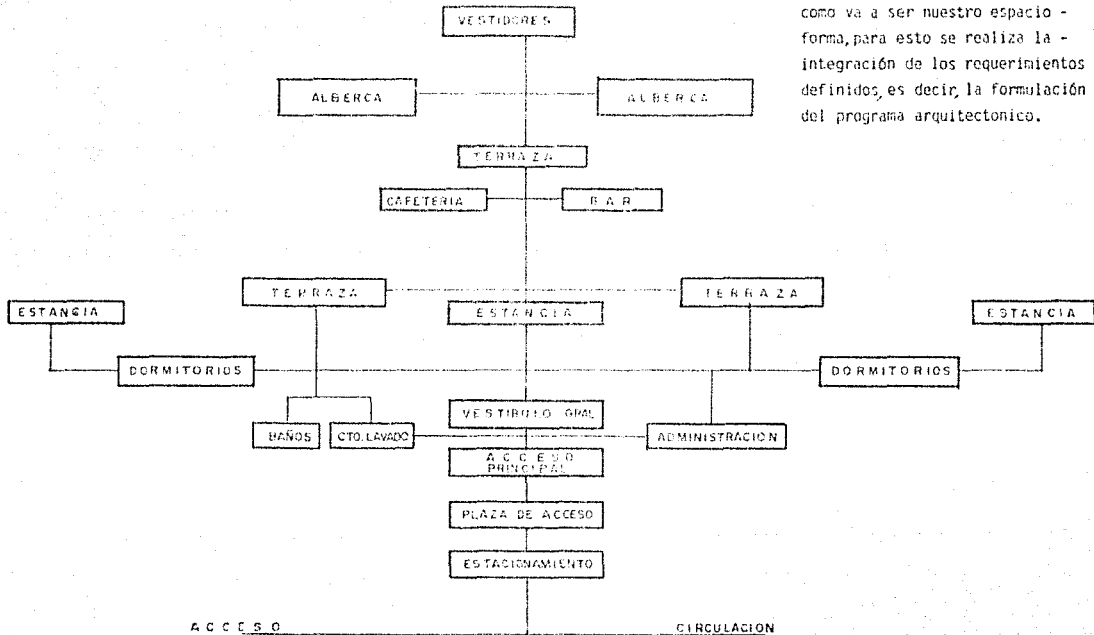 como va a ser nuestro espacio -
forma, para esto se realiza la -
integración de los requerimientos
definidos, es decir, la formulación
del programa arquitectonico.
VESTIDORES
ALBERCA
ALBERCA
TERRAZA
CAFETERIA
BAR
TERRAZA
TERRAZA
ESTANCIA
ESTANCIA
ESTANCIA
DORMITORIOS
DORMITORIOS
VESTIBULO GRAL
BAÑOS
CTO. LAVADO
ADMINISTRACION
ACCESO
PRINCIPAL
PLAZA DE ACCESO
ESTACIONAMIENTO
ACCESO
CIRCULACION